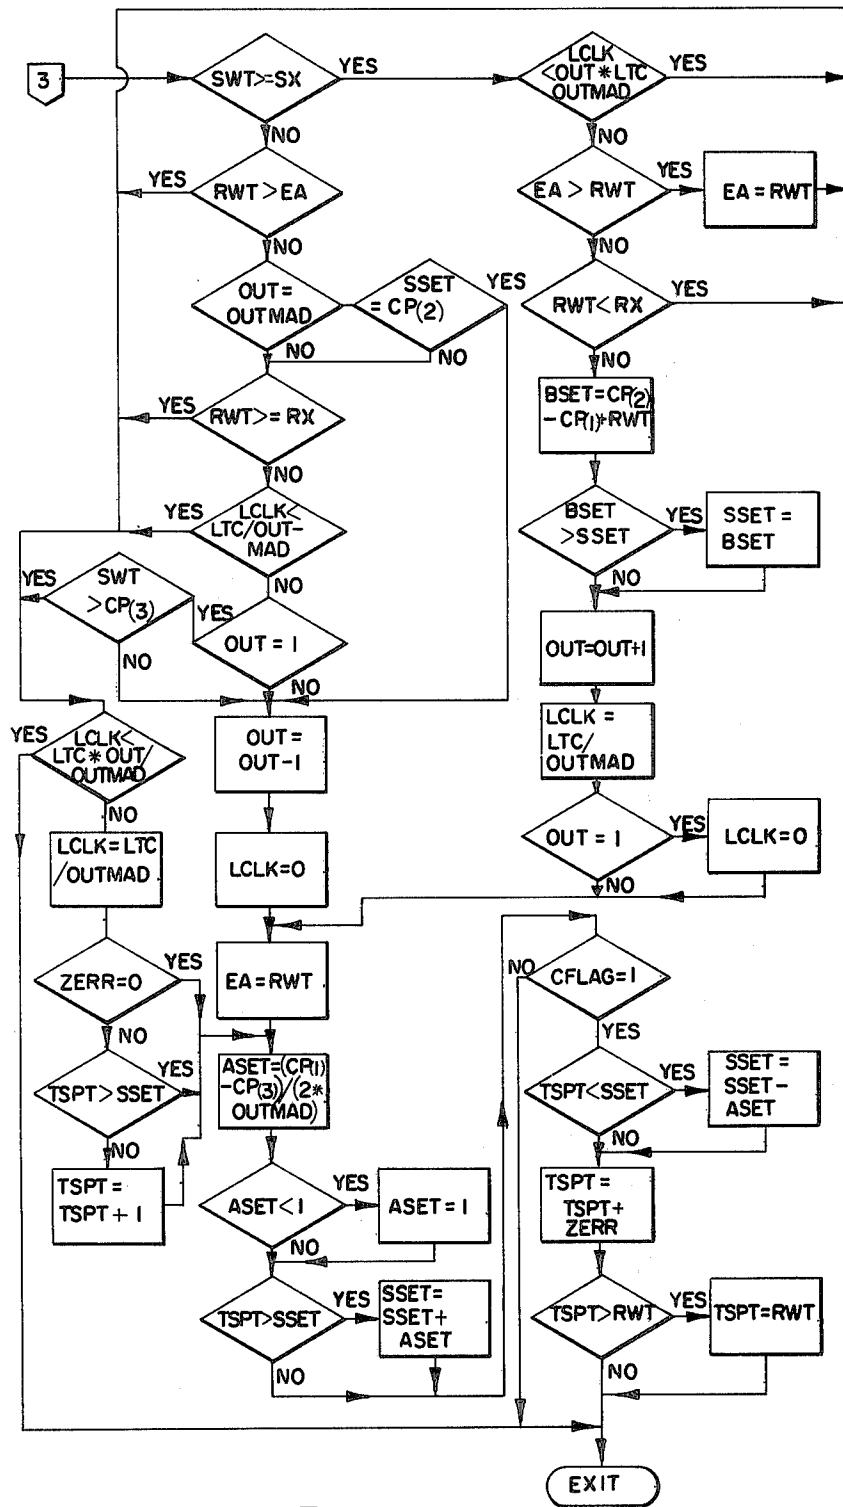 3
SWT>=SX
YES
NO
LCLK
<OUT*LTC
OUTMAD
YES
NO
RWT>EA
YES
NO
EA>RWT
YES
EA=RWT
NO
OUT=
OUTMAD
NO
SSET
=CP(2)
YES
NO
RWT<RX
YES
NO
RWT>=RX
YES
NO
BSET=CP(2)
-CP(1)+RWT
LCLK<
LTC/OUT-
MAD
YES
NO
BSET
>SSET
YES
SSET=
BSET
NO
SWT
>CP(3)
YES
NO
OUT=1
YES
NO
OUT=OUT+1
LCLK<
LTC*OUT/
OUTMAD
YES
NO
OUT=
OUT-1
LCLK=
LTC/
OUTMAD
LCLK=LTC
/OUTMAD
LCLK=0
OUT=1
YES
LCLK=0
NO
ZERR=0
YES
NO
EA=RWT
CFLAG=1
NO
YES
TSPT>SSET
YES
NO
ASET=(CP(1)
-CP(3))/(2*
OUTMAD)
TSPT<SSET
YES
SSET=
SSET-
ASET
NO
TSPT=
TSPT+1
ASET<1
YES
ASET=1
NO
TSPT=
TSPT+
ZERR
TSPT>SSET
YES
SSET=
SSET+
ASET
NO
TSPT>RWT
YES
TSPT=RWT
NO
EXIT